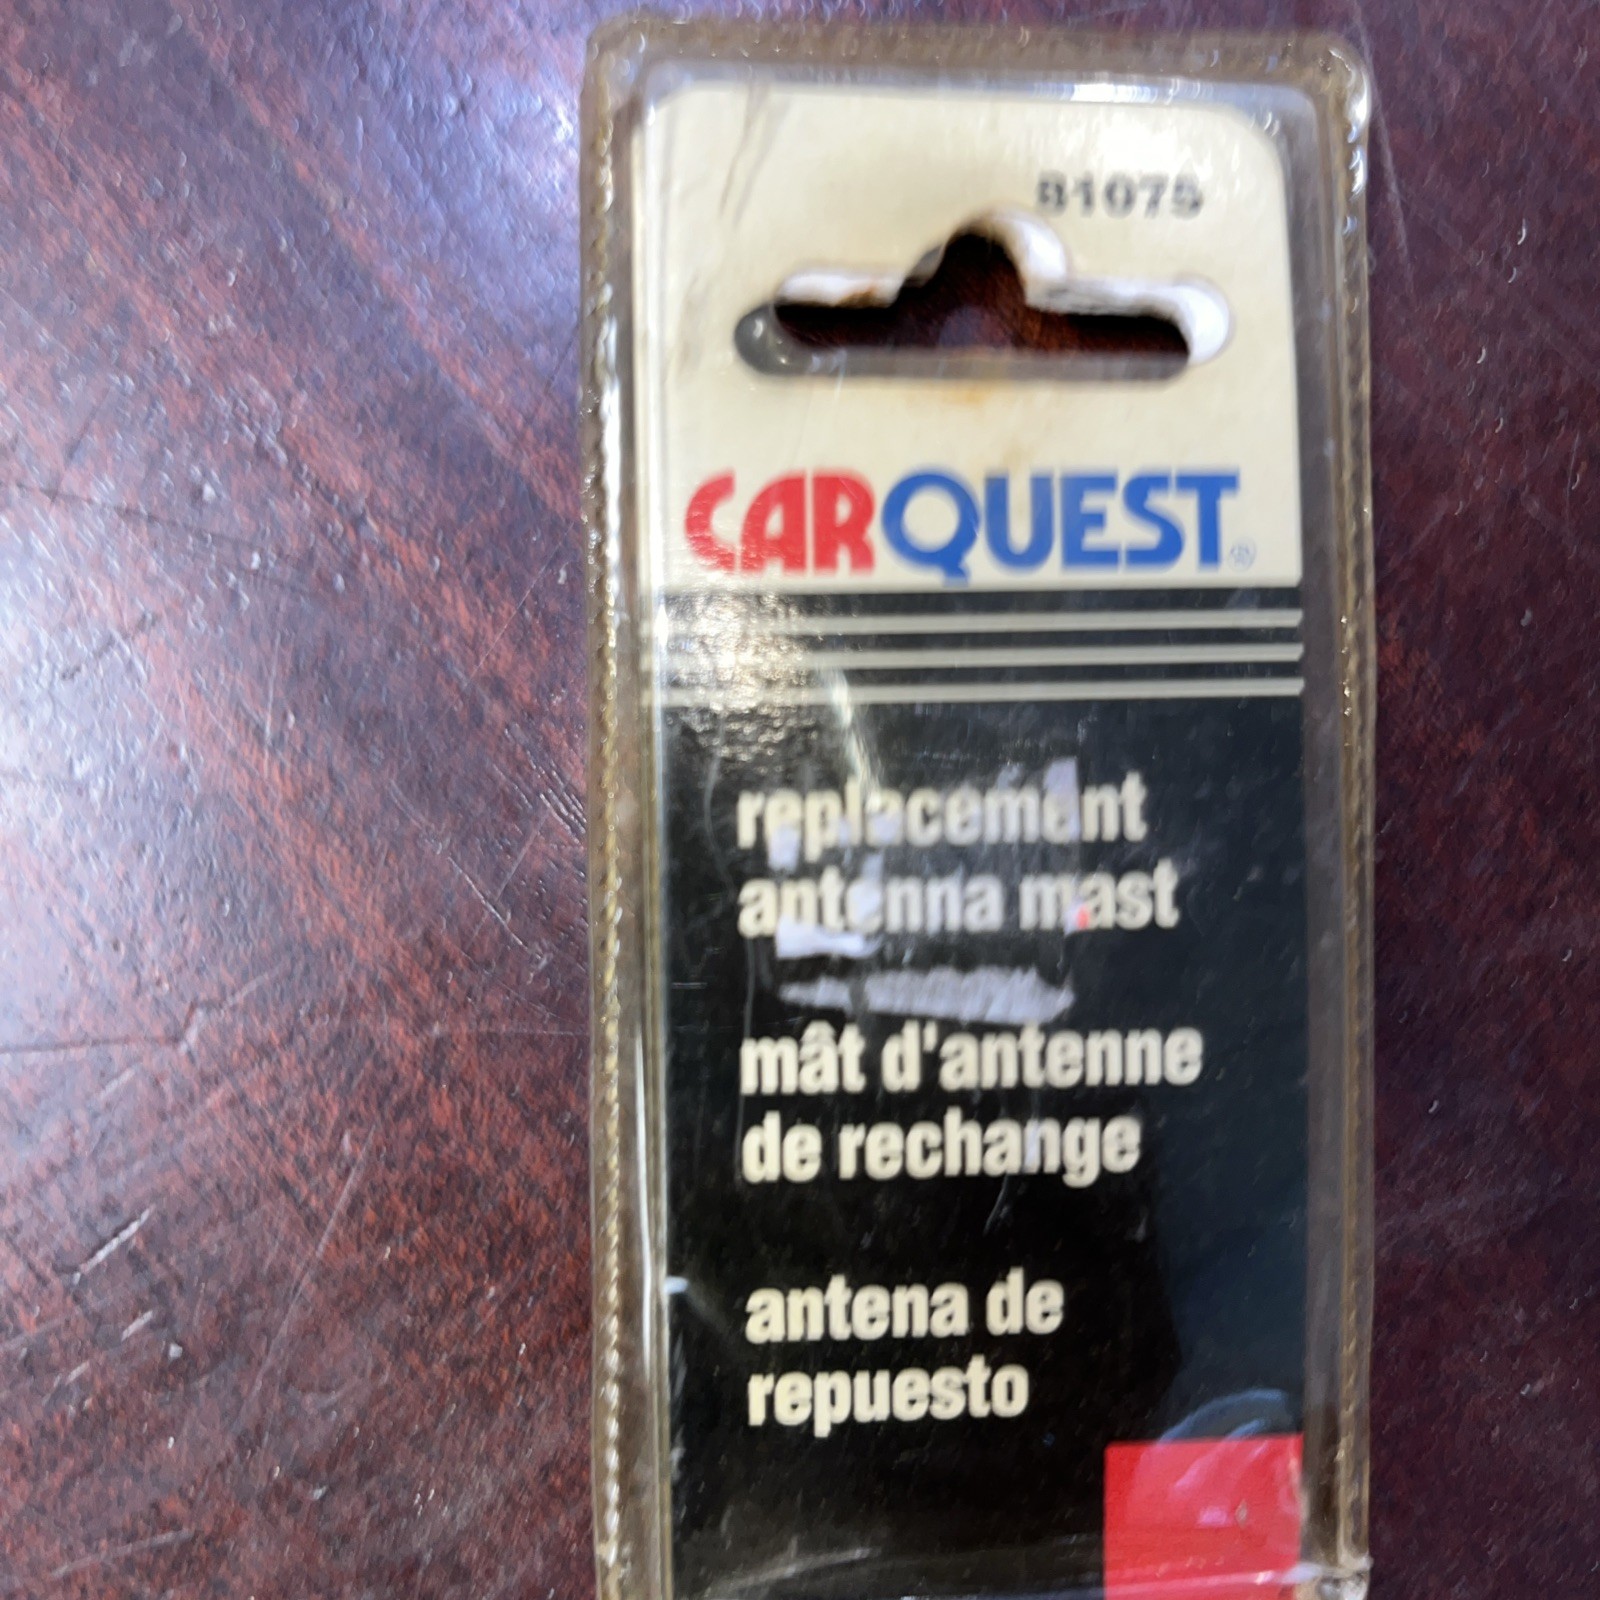 81075
CARQUEST®
replacement
antenna mast
mât d'antenne
de rechange
antena de
repuesto